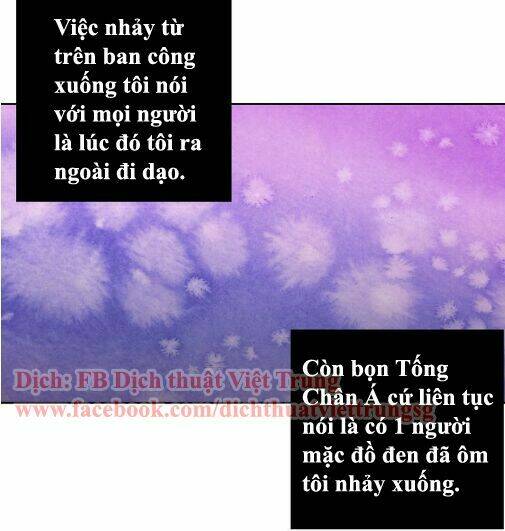 Việc nhảy từ
trên ban công
xuống tôi nói
với mọi người
là lúc đó tôi ra
ngoài đi dạo.
Còn bọn Tống
Chân Á cứ liên tục
nói là có 1 người
mặc đồ đen đã ôm
tôi nhảy xuống.
Dịch: FB Dịch thuật Việt Trung
www.facebook.com/dichthuatviettrungsg